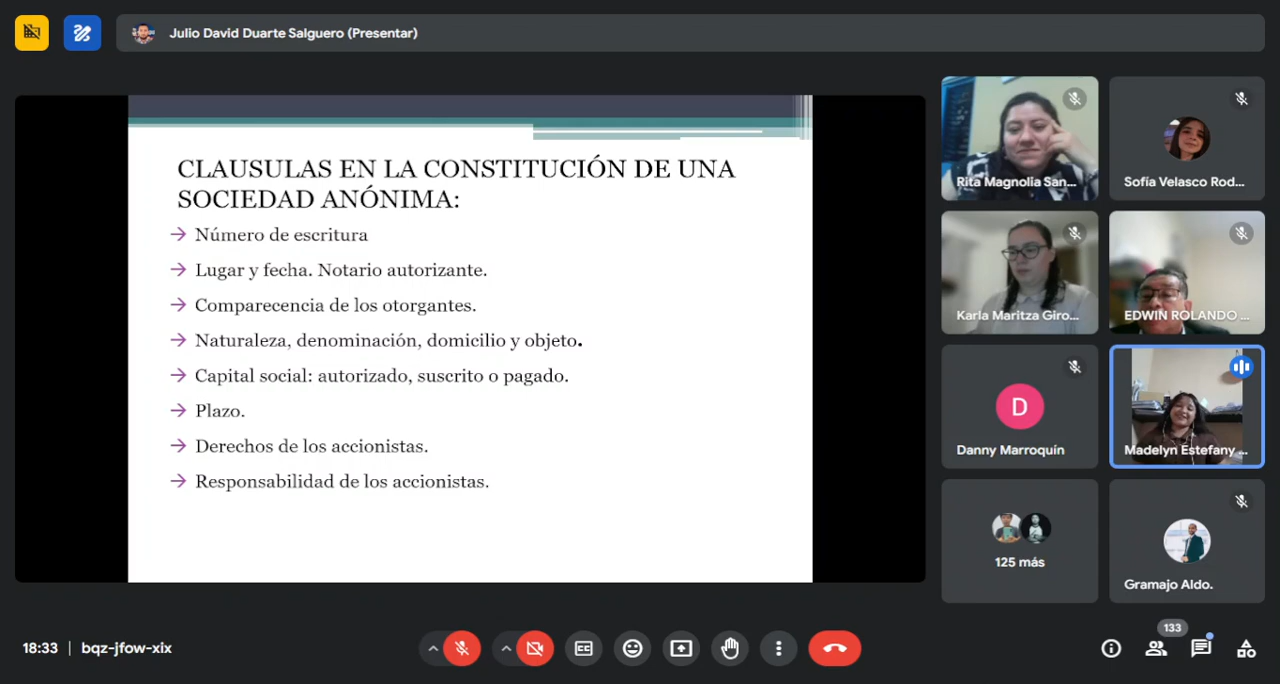 Julio David Duarte Salguero (Presentar)
CLAUSULAS EN LA CONSTITUCIÓN DE UNA
SOCIEDAD ANÓNIMA:
→ Número de escritura
→ Lugar y fecha. Notario autorizante.
→ Comparecencia de los otorgantes.
→ Naturaleza, denominación, domicilio y objeto.
→ Capital social: autorizado, suscrito o pagado.
→ Plazo.
→ Derechos de los accionistas.
→ Responsabilidad de los accionistas.
Rita Magnolia San...
Sofía Velasco Rod...
Karla Maritza Giro...
EDWIN ROLANDO ...
D
Danny Marroquín
Madelyn Estefany ...
125 más
Gramajo Aldo.
18:33 | bqz-jfow-xix
CC
133